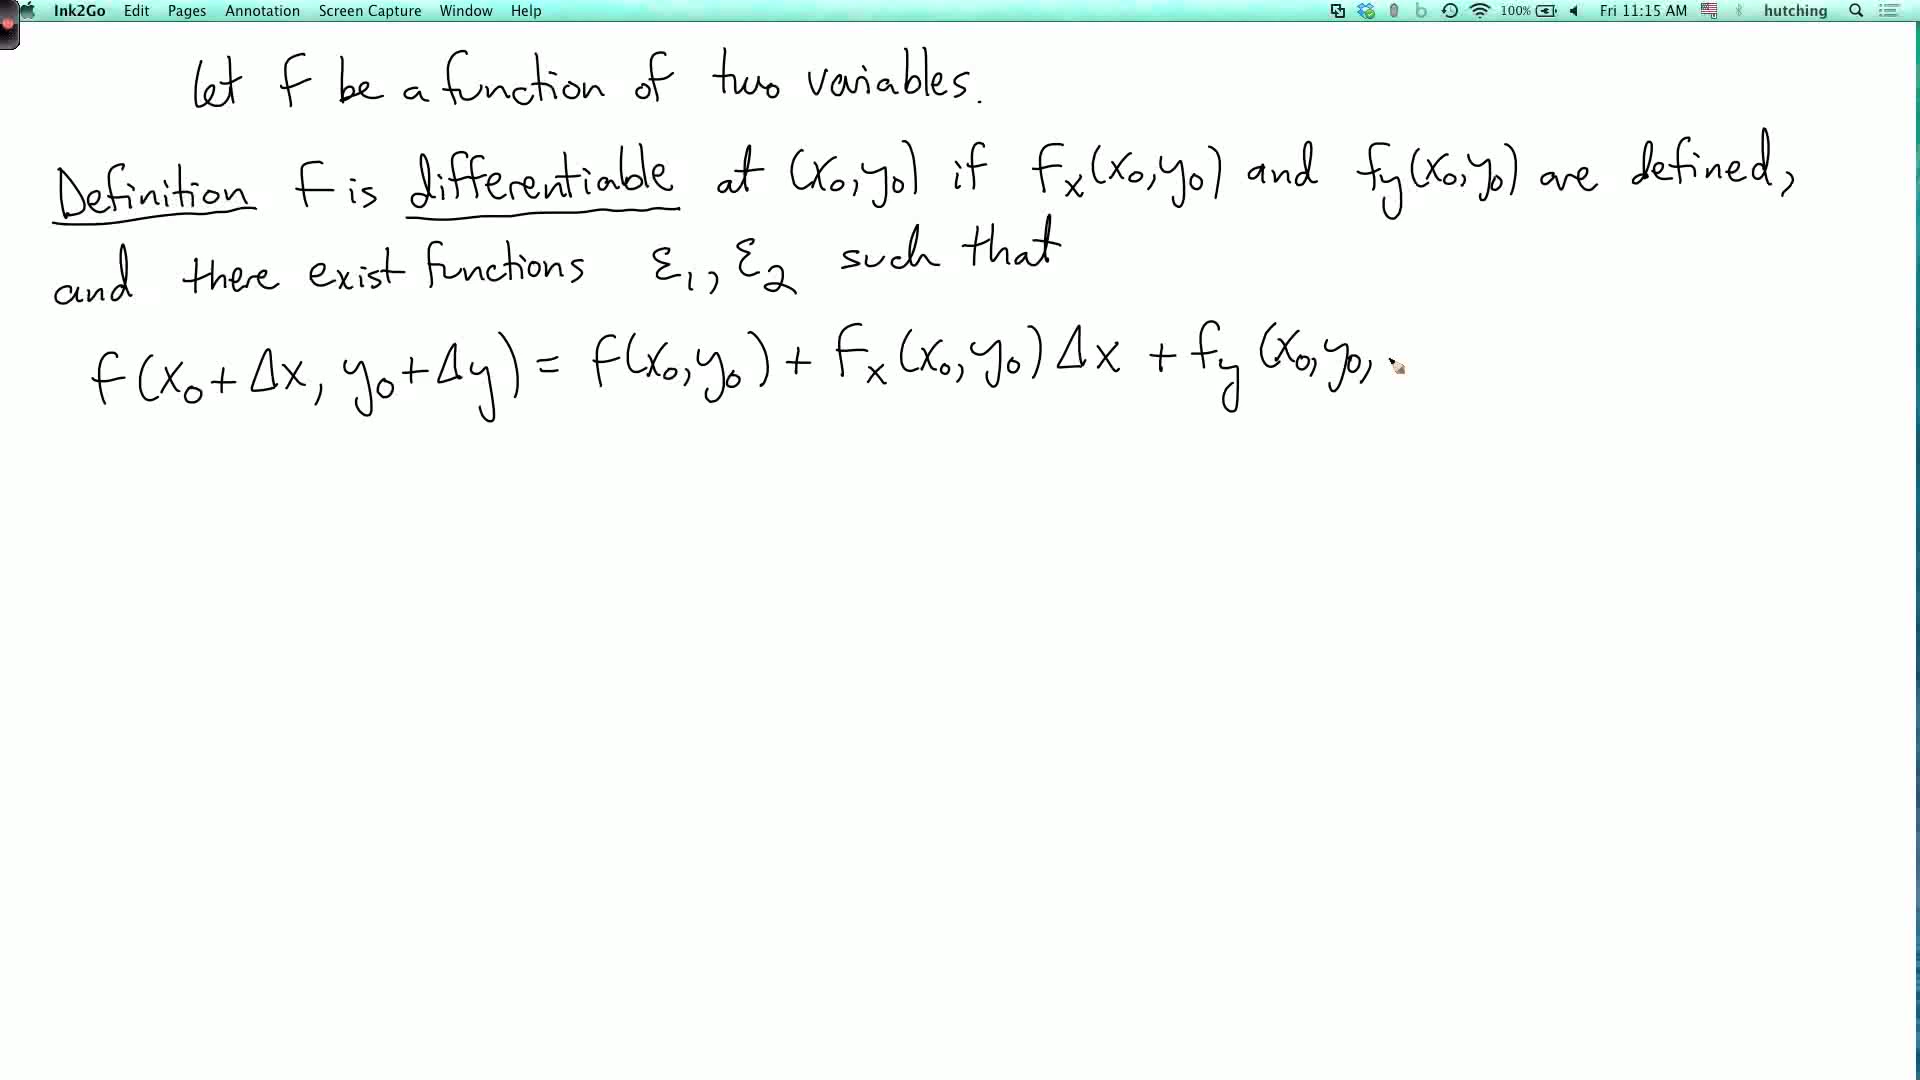 Ink2Go Edit Pages Annotation Screen Capture Window Help 100% Fri 11:15 AM hutching
Let f be a function of two variables.
Definition f is differentiable at (x₀,y₀) if fₓ(x₀,y₀) and f_y(x₀,y₀) are defined,
and there exist functions ε₁, ε₂ such that
f(x₀+Δx, y₀+Δy) = f(x₀,y₀) + fₓ(x₀,y₀)Δx + f_y(x₀,y₀,